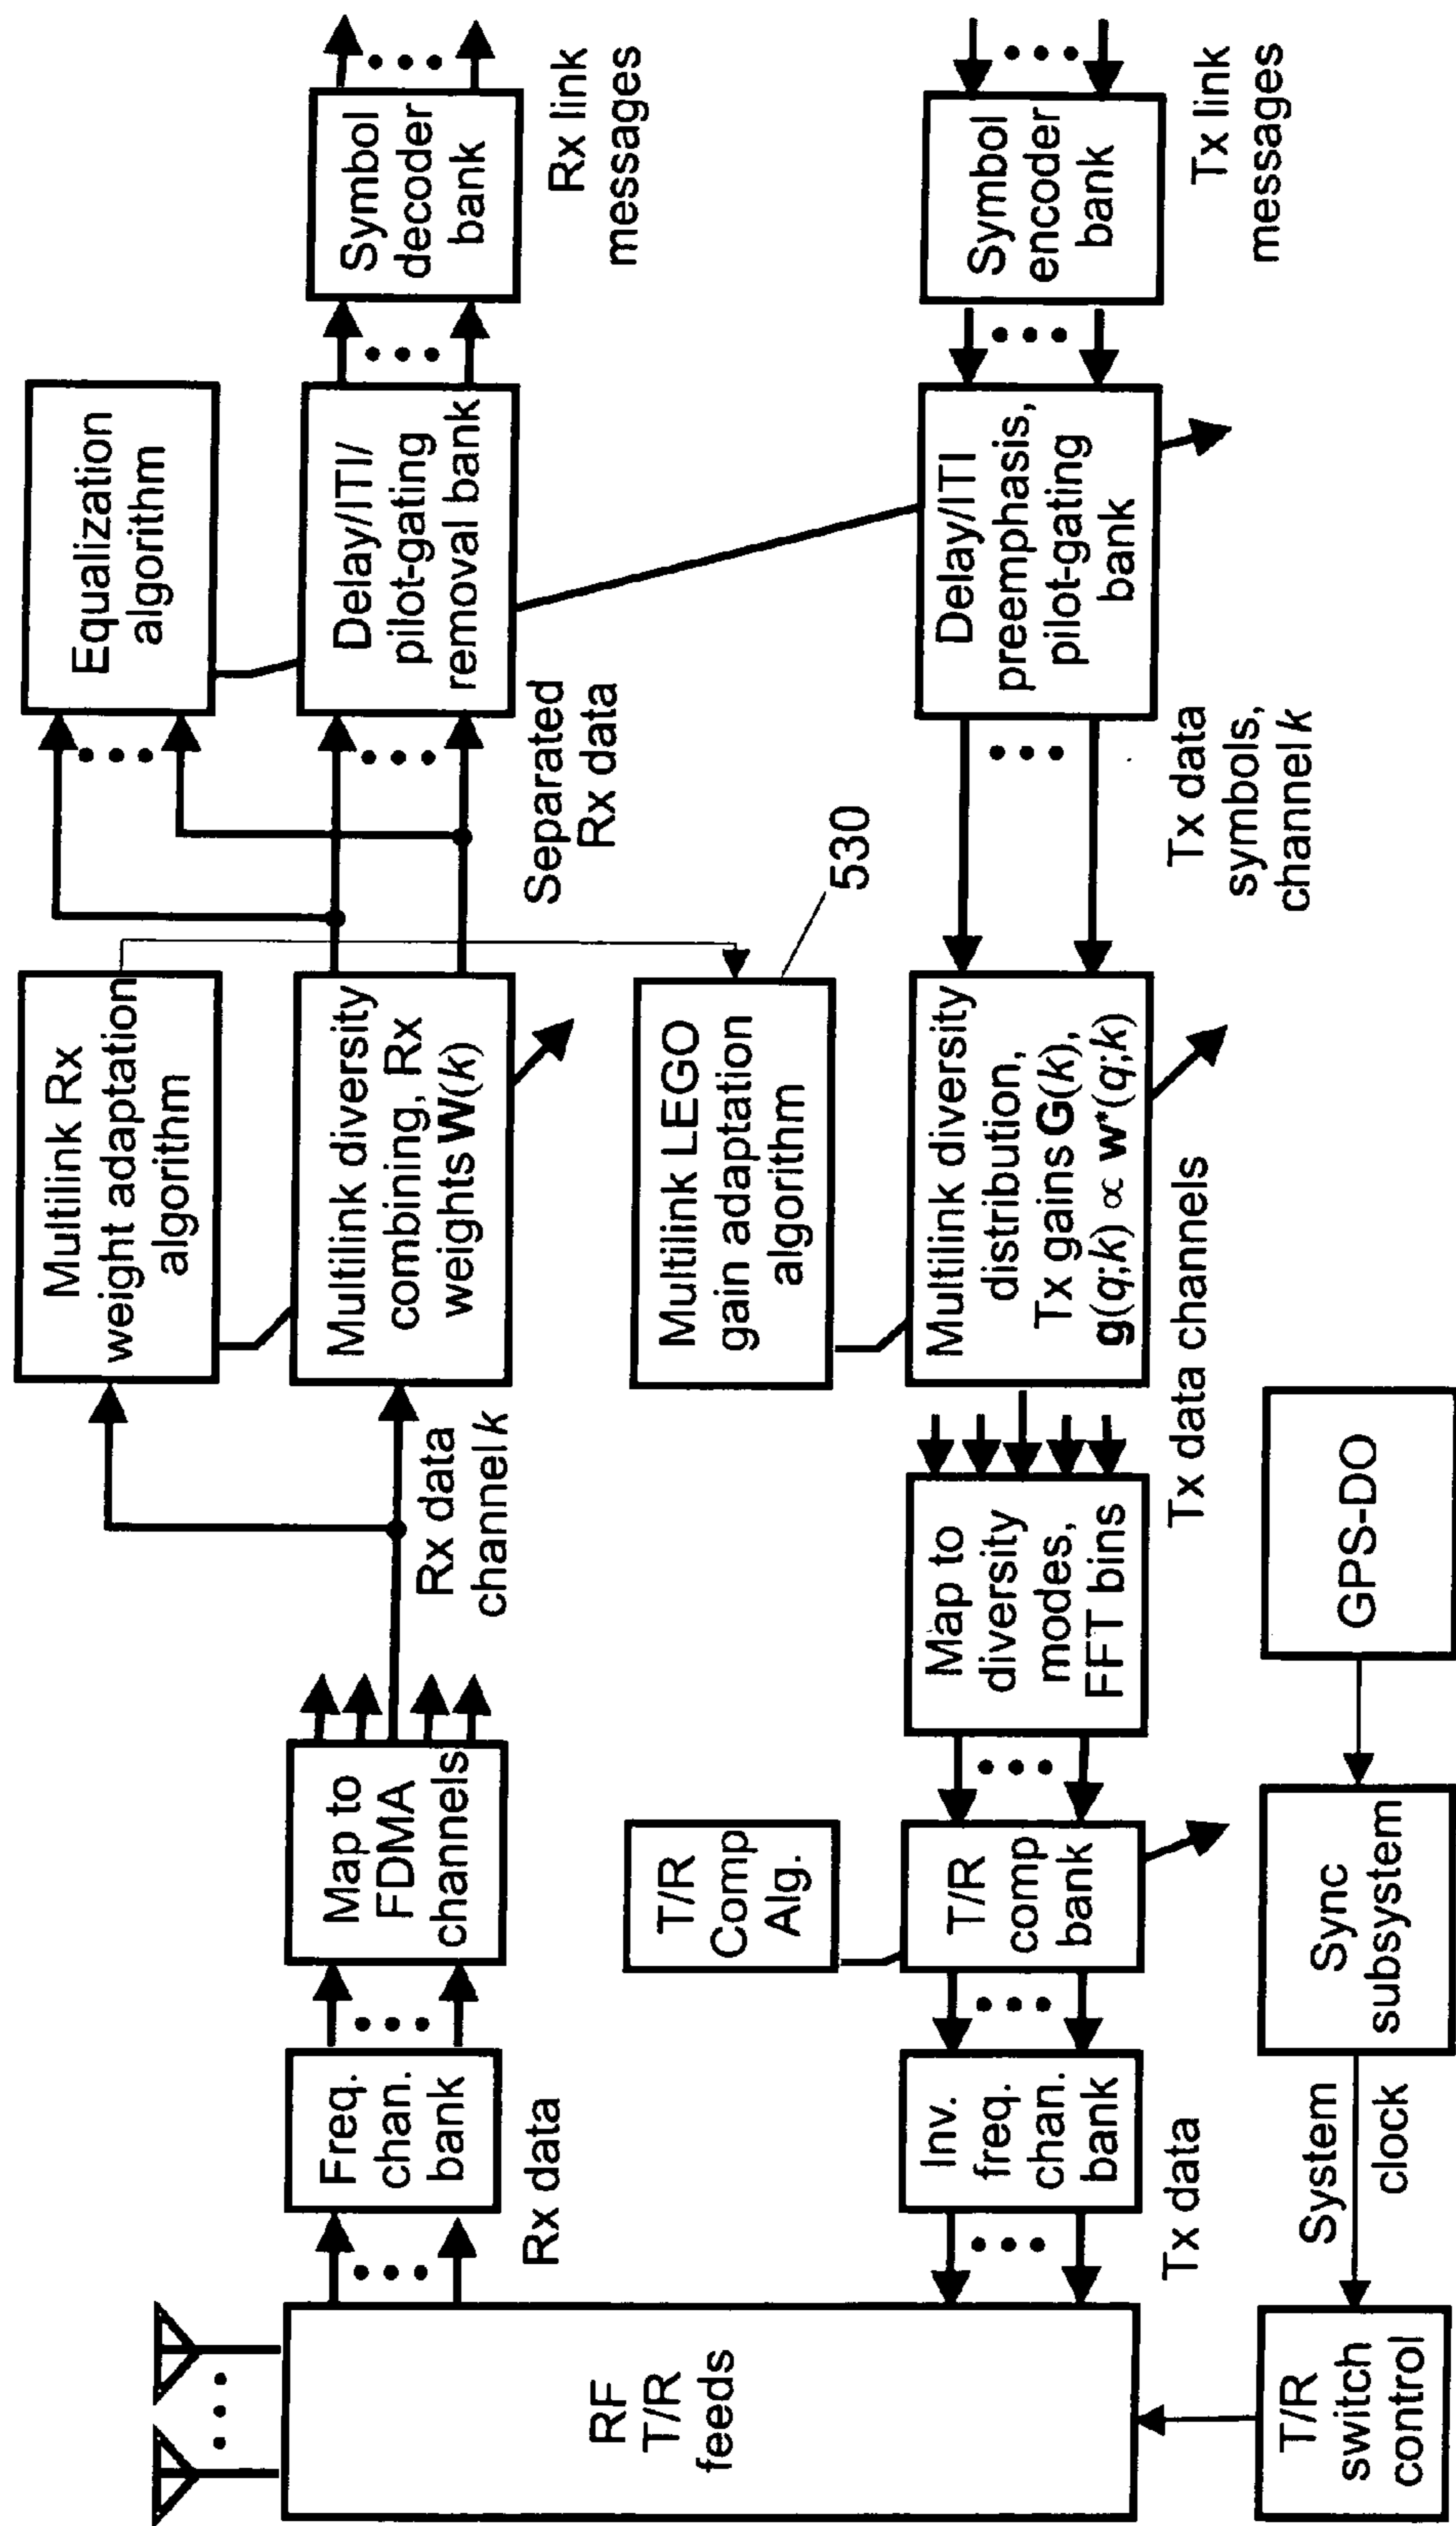 RF
T/R
feeds
Freq.
chan.
bank
Rx data
Map to
FDMA
channels
Rx data
channel k
Multilink Rx
weight adaptation
algorithm
Multilink diversity
combining, Rx
weights W(k)
Separated
Rx data
Equalization
algorithm
Delay/ITI/
pilot-gating
removal bank
Symbol
decoder
bank
Rx link
messages
T/R
Comp
Alg.
Multilink LEGO
gain adaptation
algorithm
530
Inv.
freq.
chan.
bank
Tx data
T/R
comp
bank
Map to
diversity
modes,
FFT bins
Tx data channels
Multilink diversity
distribution,
Tx gains G(k),
g(q;k) ∝ w*(q;k)
Tx data
symbols,
channel k
Delay/ITI
preemphasis,
pilot-gating
bank
Symbol
encoder
bank
Tx link
messages
T/R
switch
control
System
clock
Sync
subsystem
GPS-DO